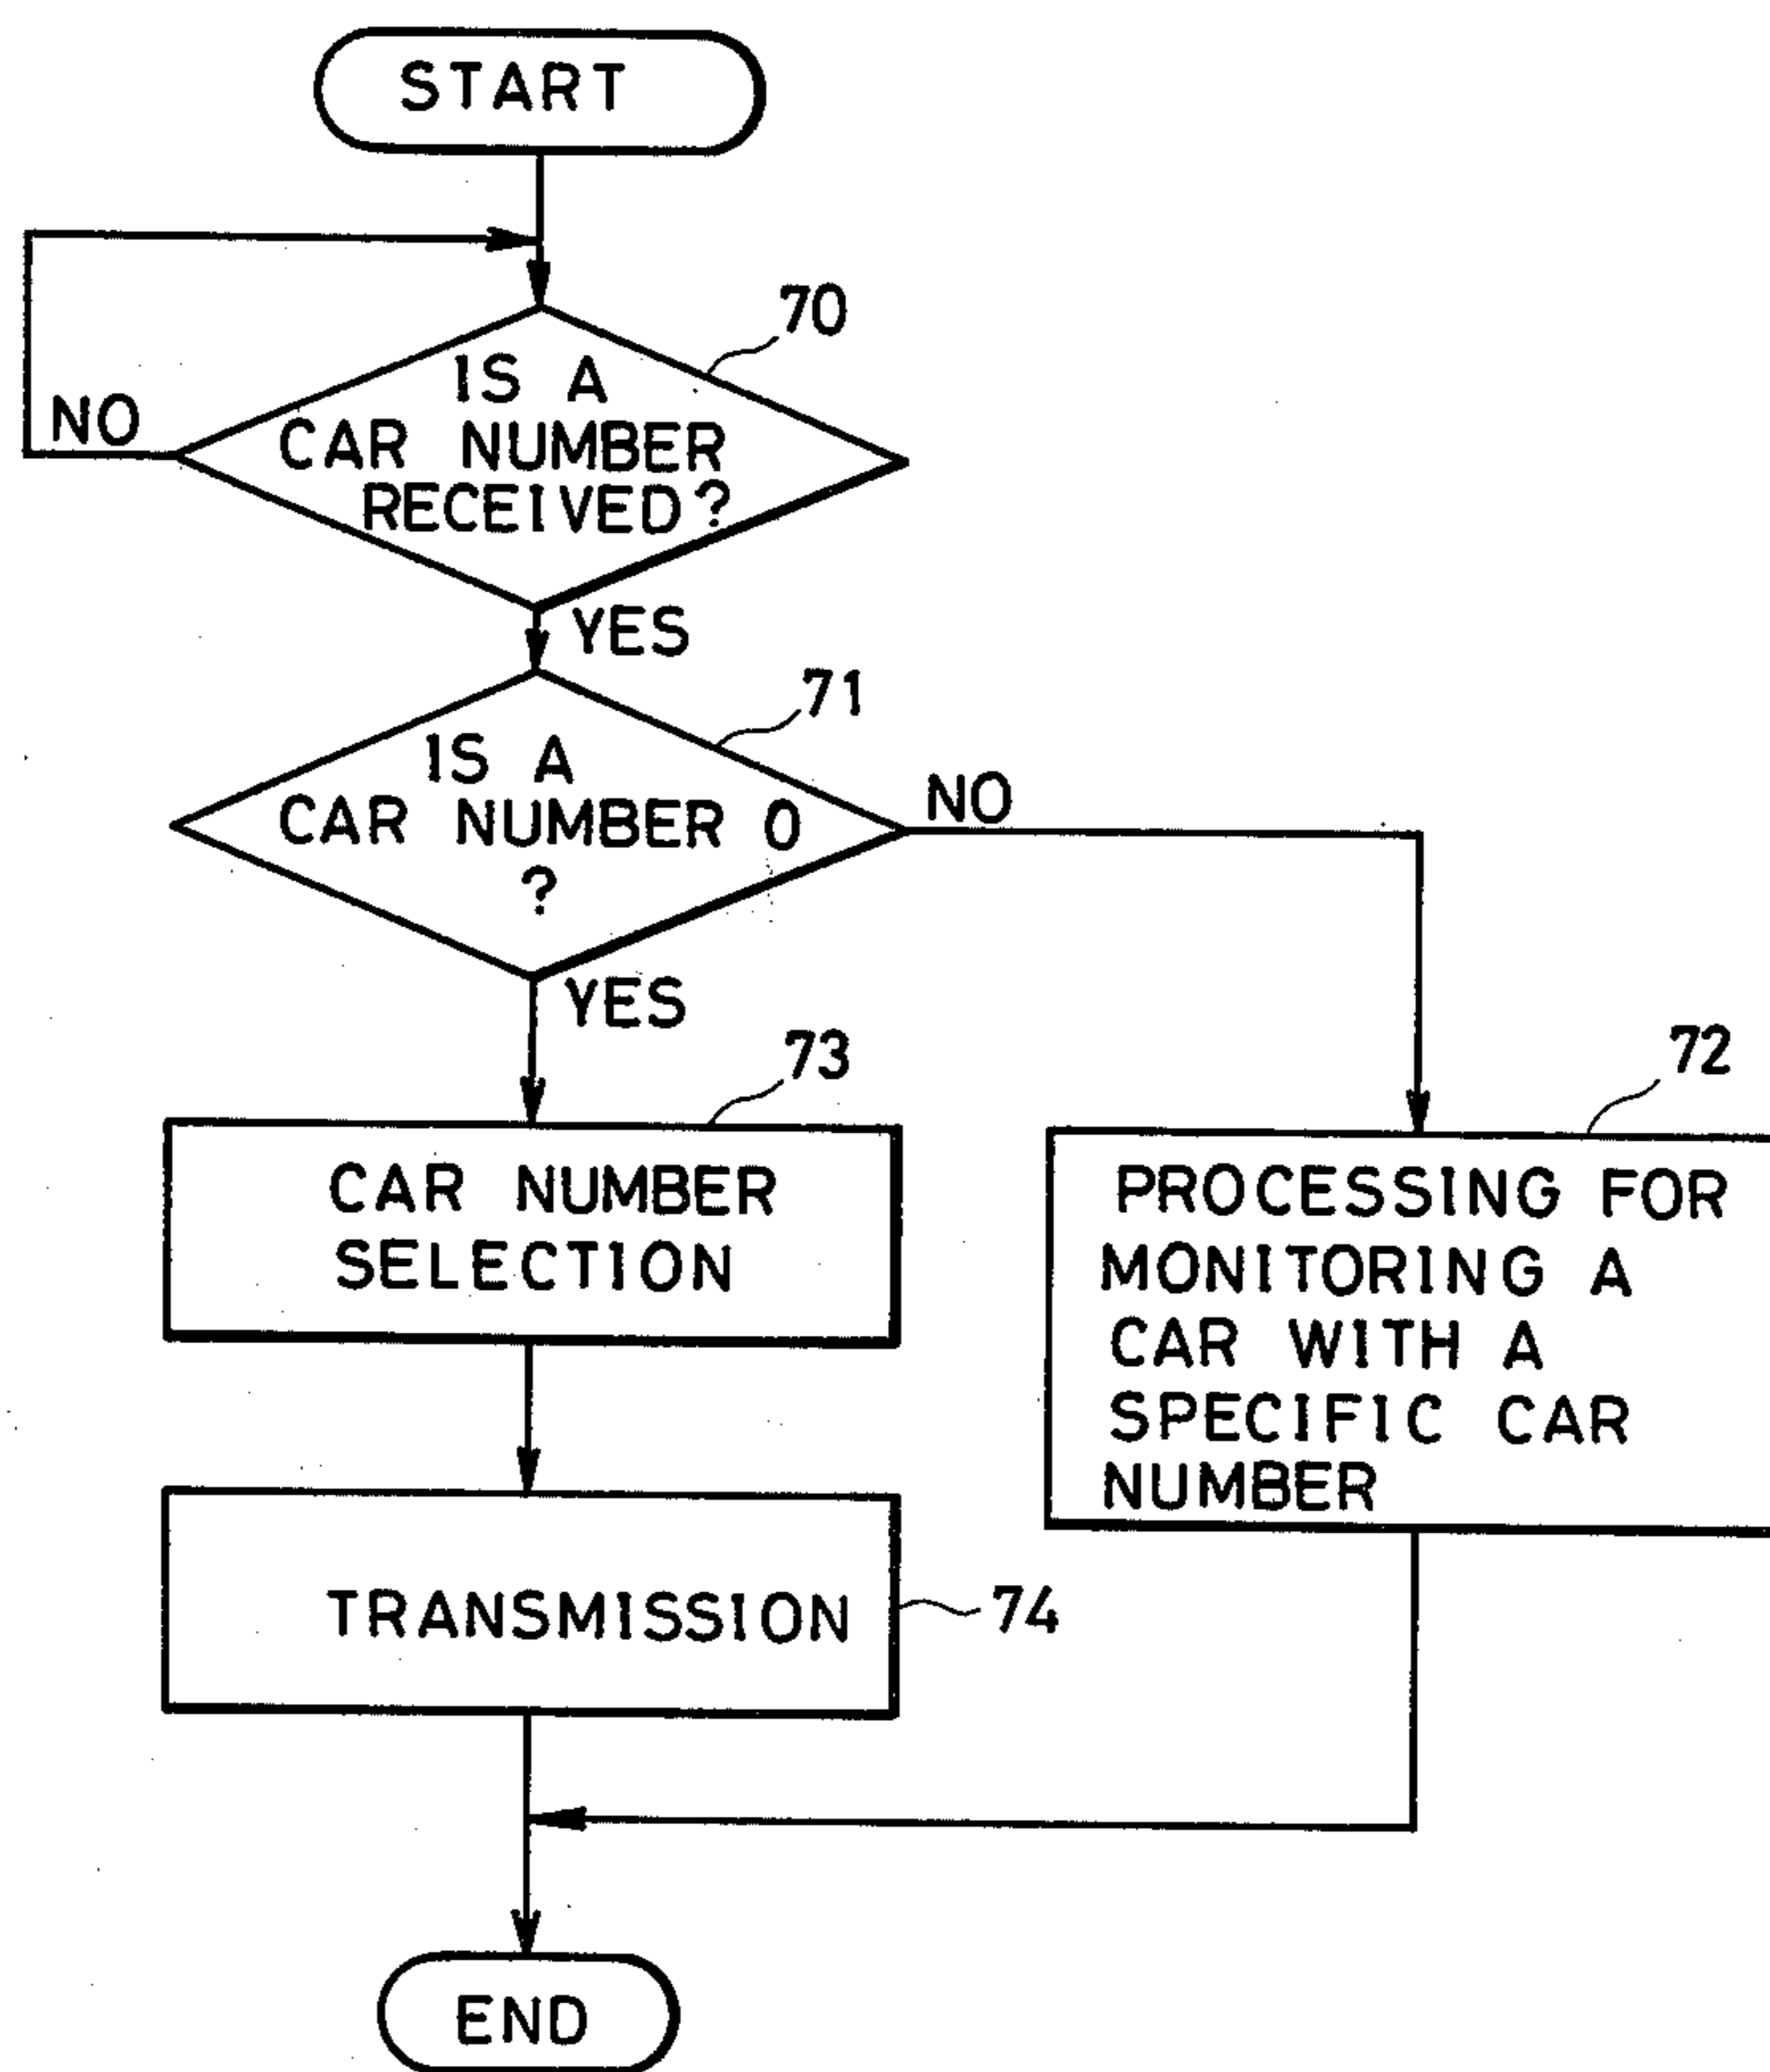 START
70
IS A
CAR NUMBER
RECEIVED?
NO
YES
71
IS A
CAR NUMBER 0
?
NO
YES
73
CAR NUMBER
SELECTION
72
PROCESSING FOR
MONITORING A
CAR WITH A
SPECIFIC CAR
NUMBER
TRANSMISSION
74
END